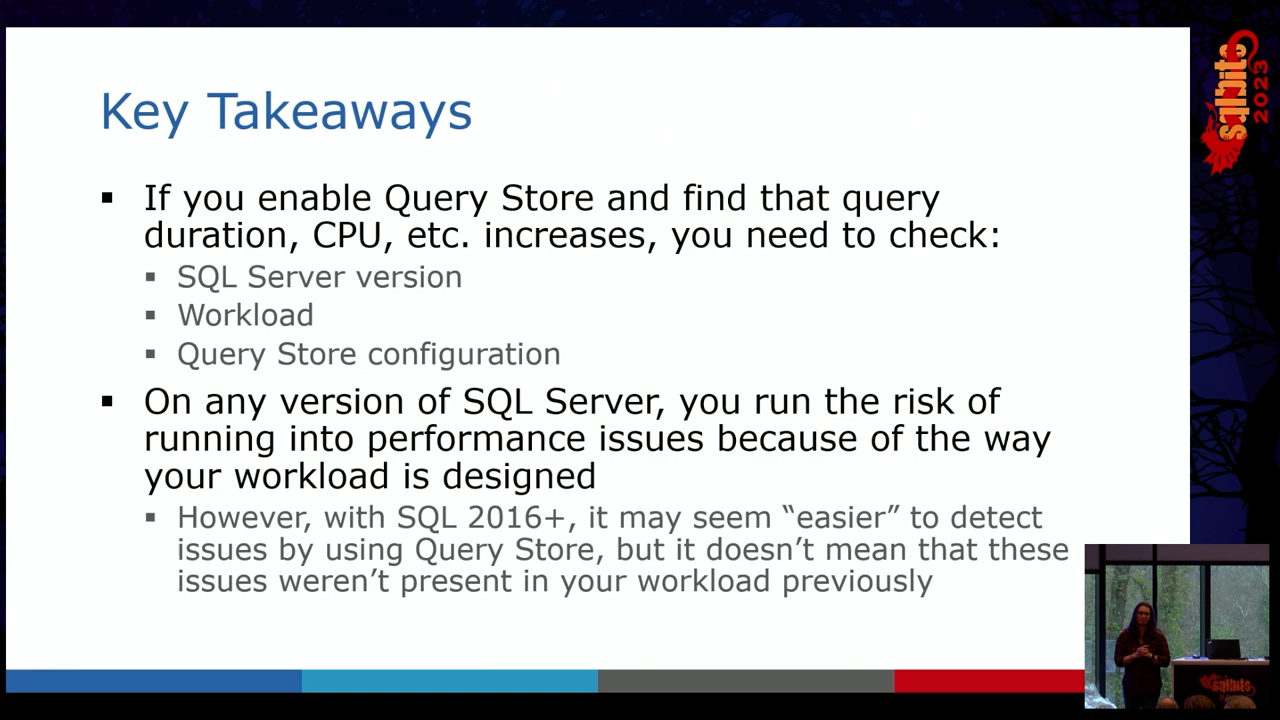 Key Takeaways
▪ If you enable Query Store and find that query
duration, CPU, etc. increases, you need to check:
▪ SQL Server version
▪ Workload
▪ Query Store configuration
▪ On any version of SQL Server, you run the risk of
running into performance issues because of the way
your workload is designed
▪ However, with SQL 2016+, it may seem “easier” to detect
issues by using Query Store, but it doesn’t mean that these
issues weren’t present in your workload previously
sqlbits
2023
sqlbits